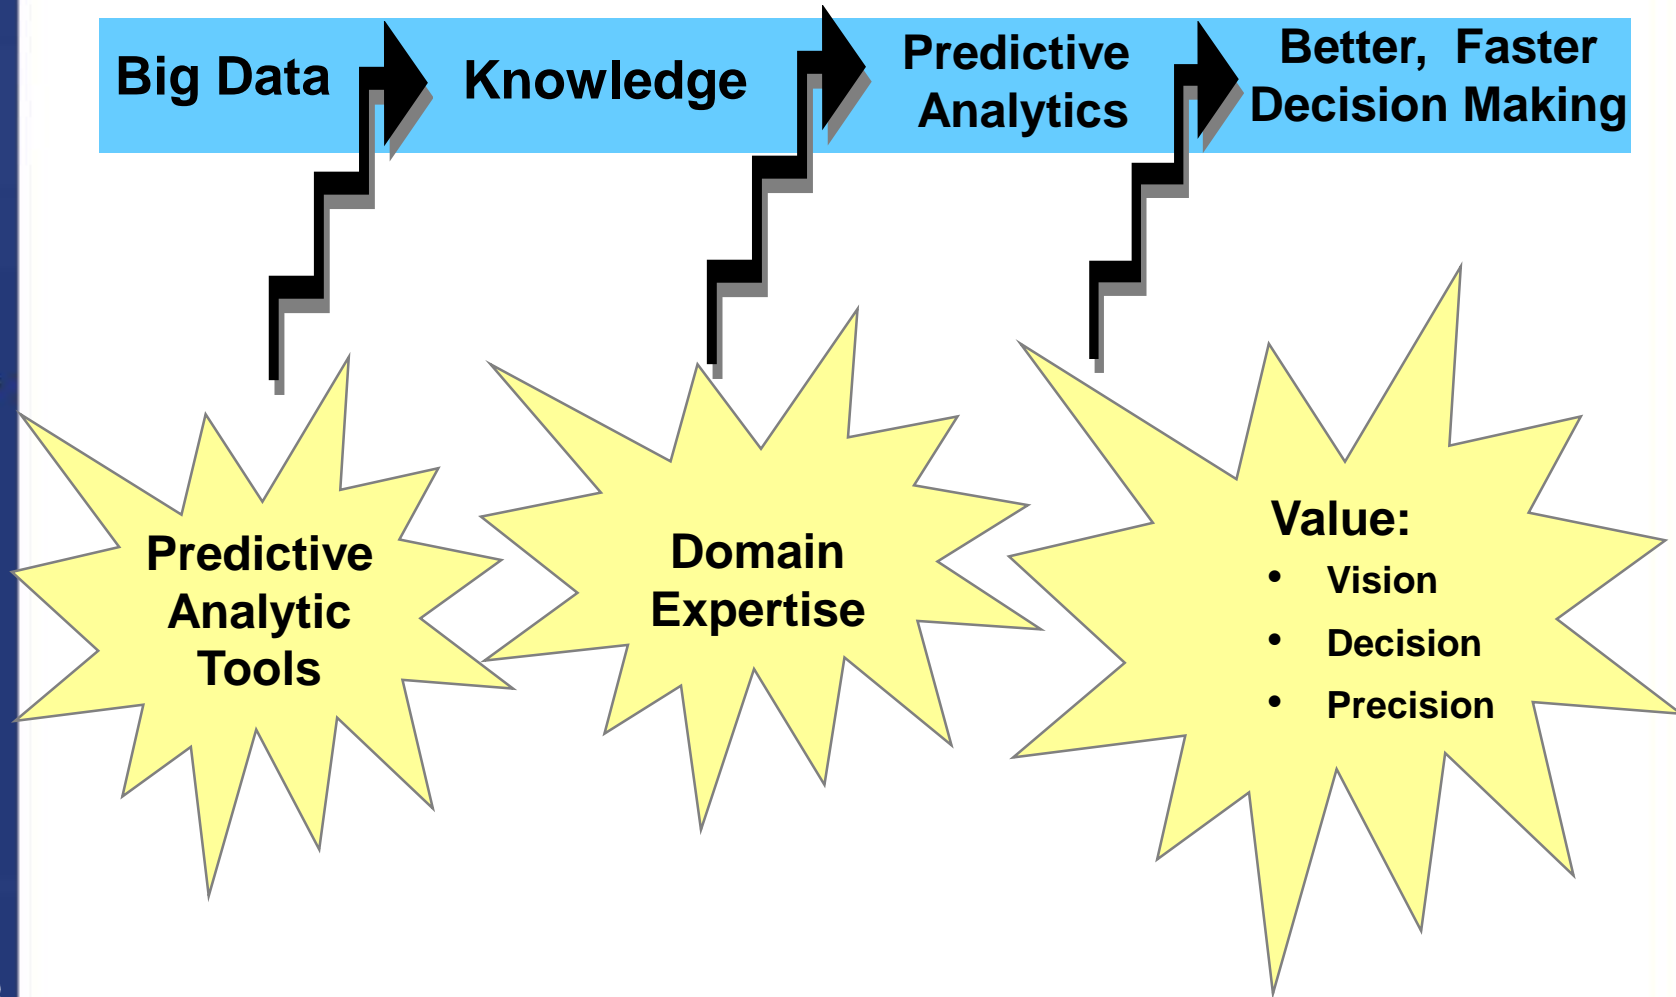 Big Data
Knowledge
Predictive
Analytics
Better, Faster
Decision Making
Predictive
Analytic
Tools
Domain
Expertise
Value:
• Vision
• Decision
• Precision